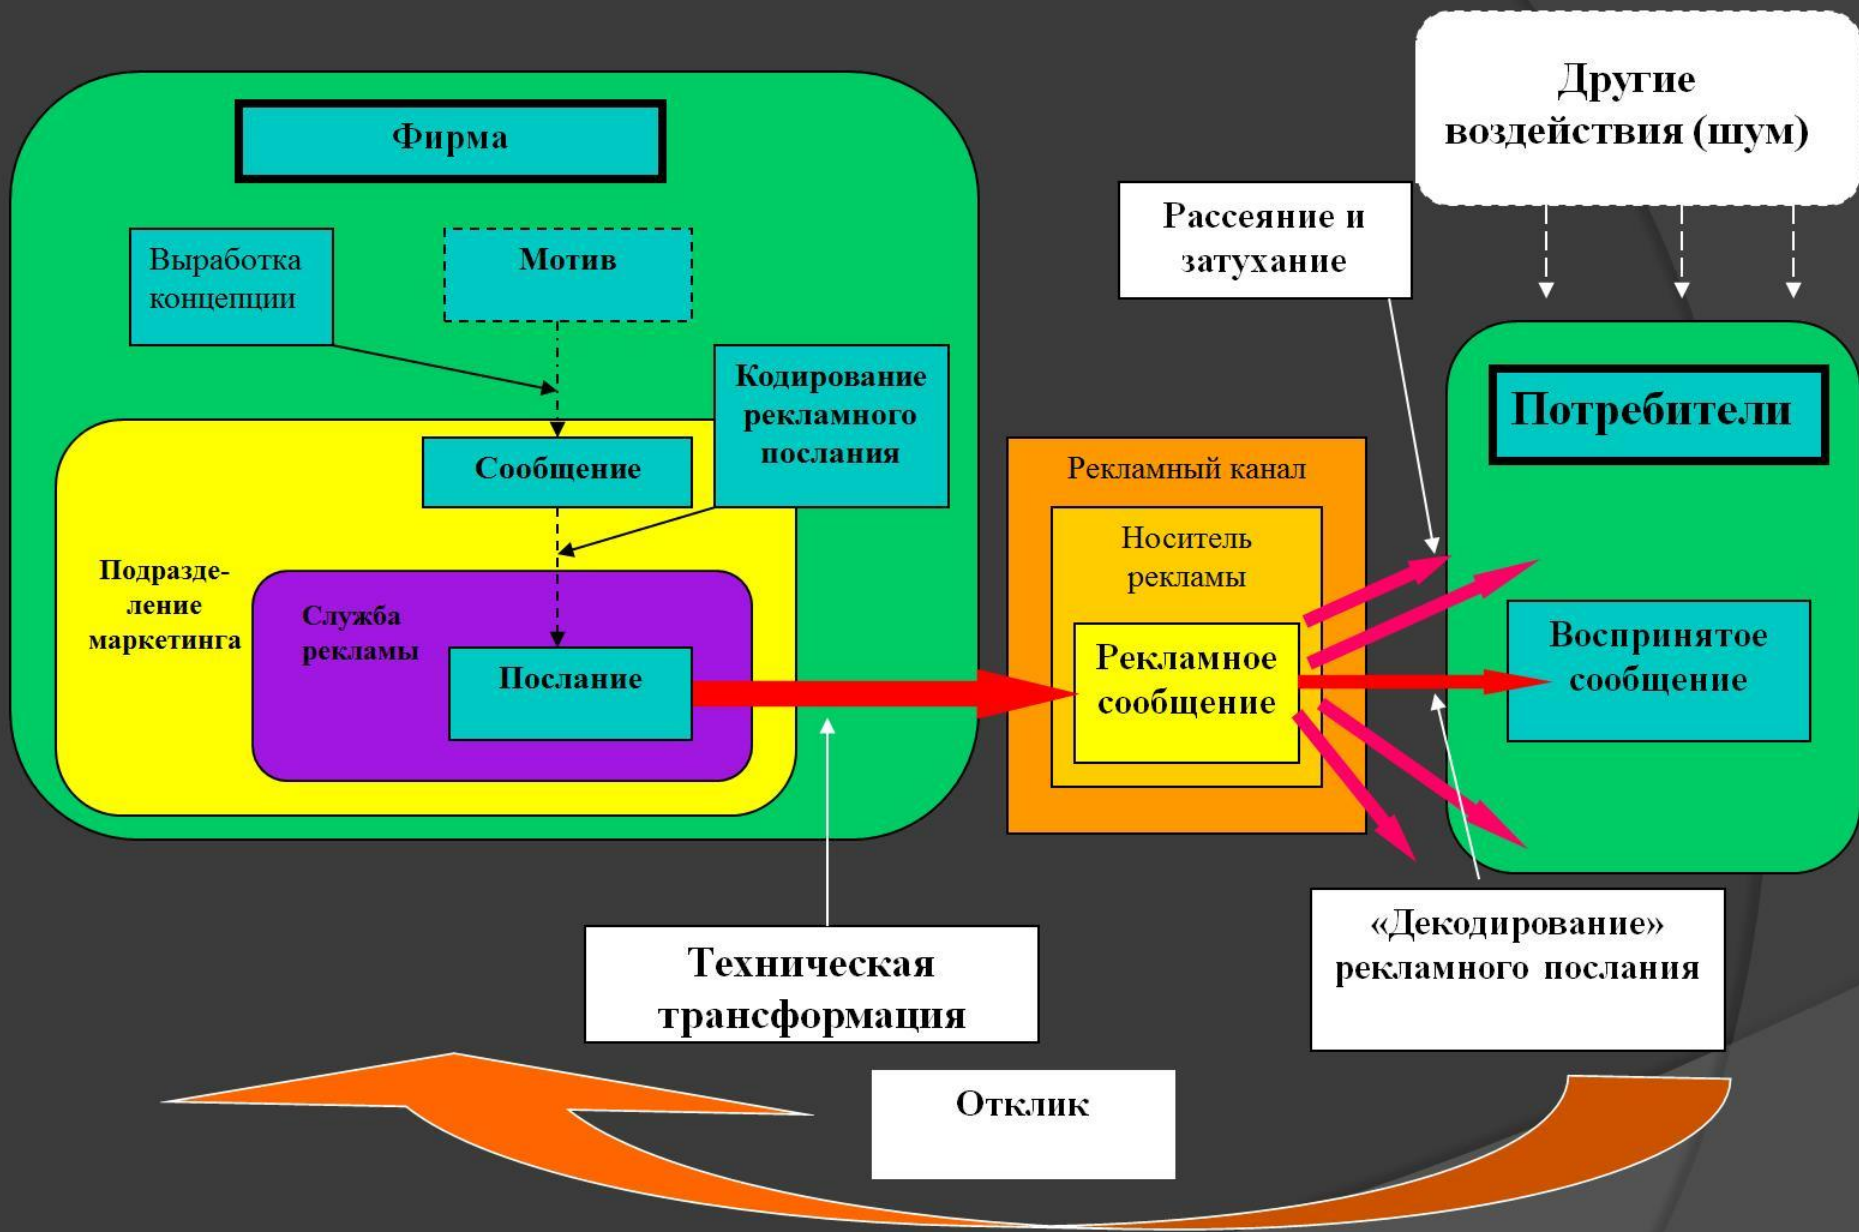 Фирма
Выработка
концепции
Мотив
Кодирование
рекламного
послания
Сообщение
Подразде-
ление
маркетинга
Служба
рекламы
Послание
Техническая
трансформация
Рекламный канал
Носитель
рекламы
Рекламное
сообщение
Рассеяние и
затухание
Другие
воздействия (шум)
Потребители
Воспринятое
сообщение
«Декодирование»
рекламного послания
Отклик